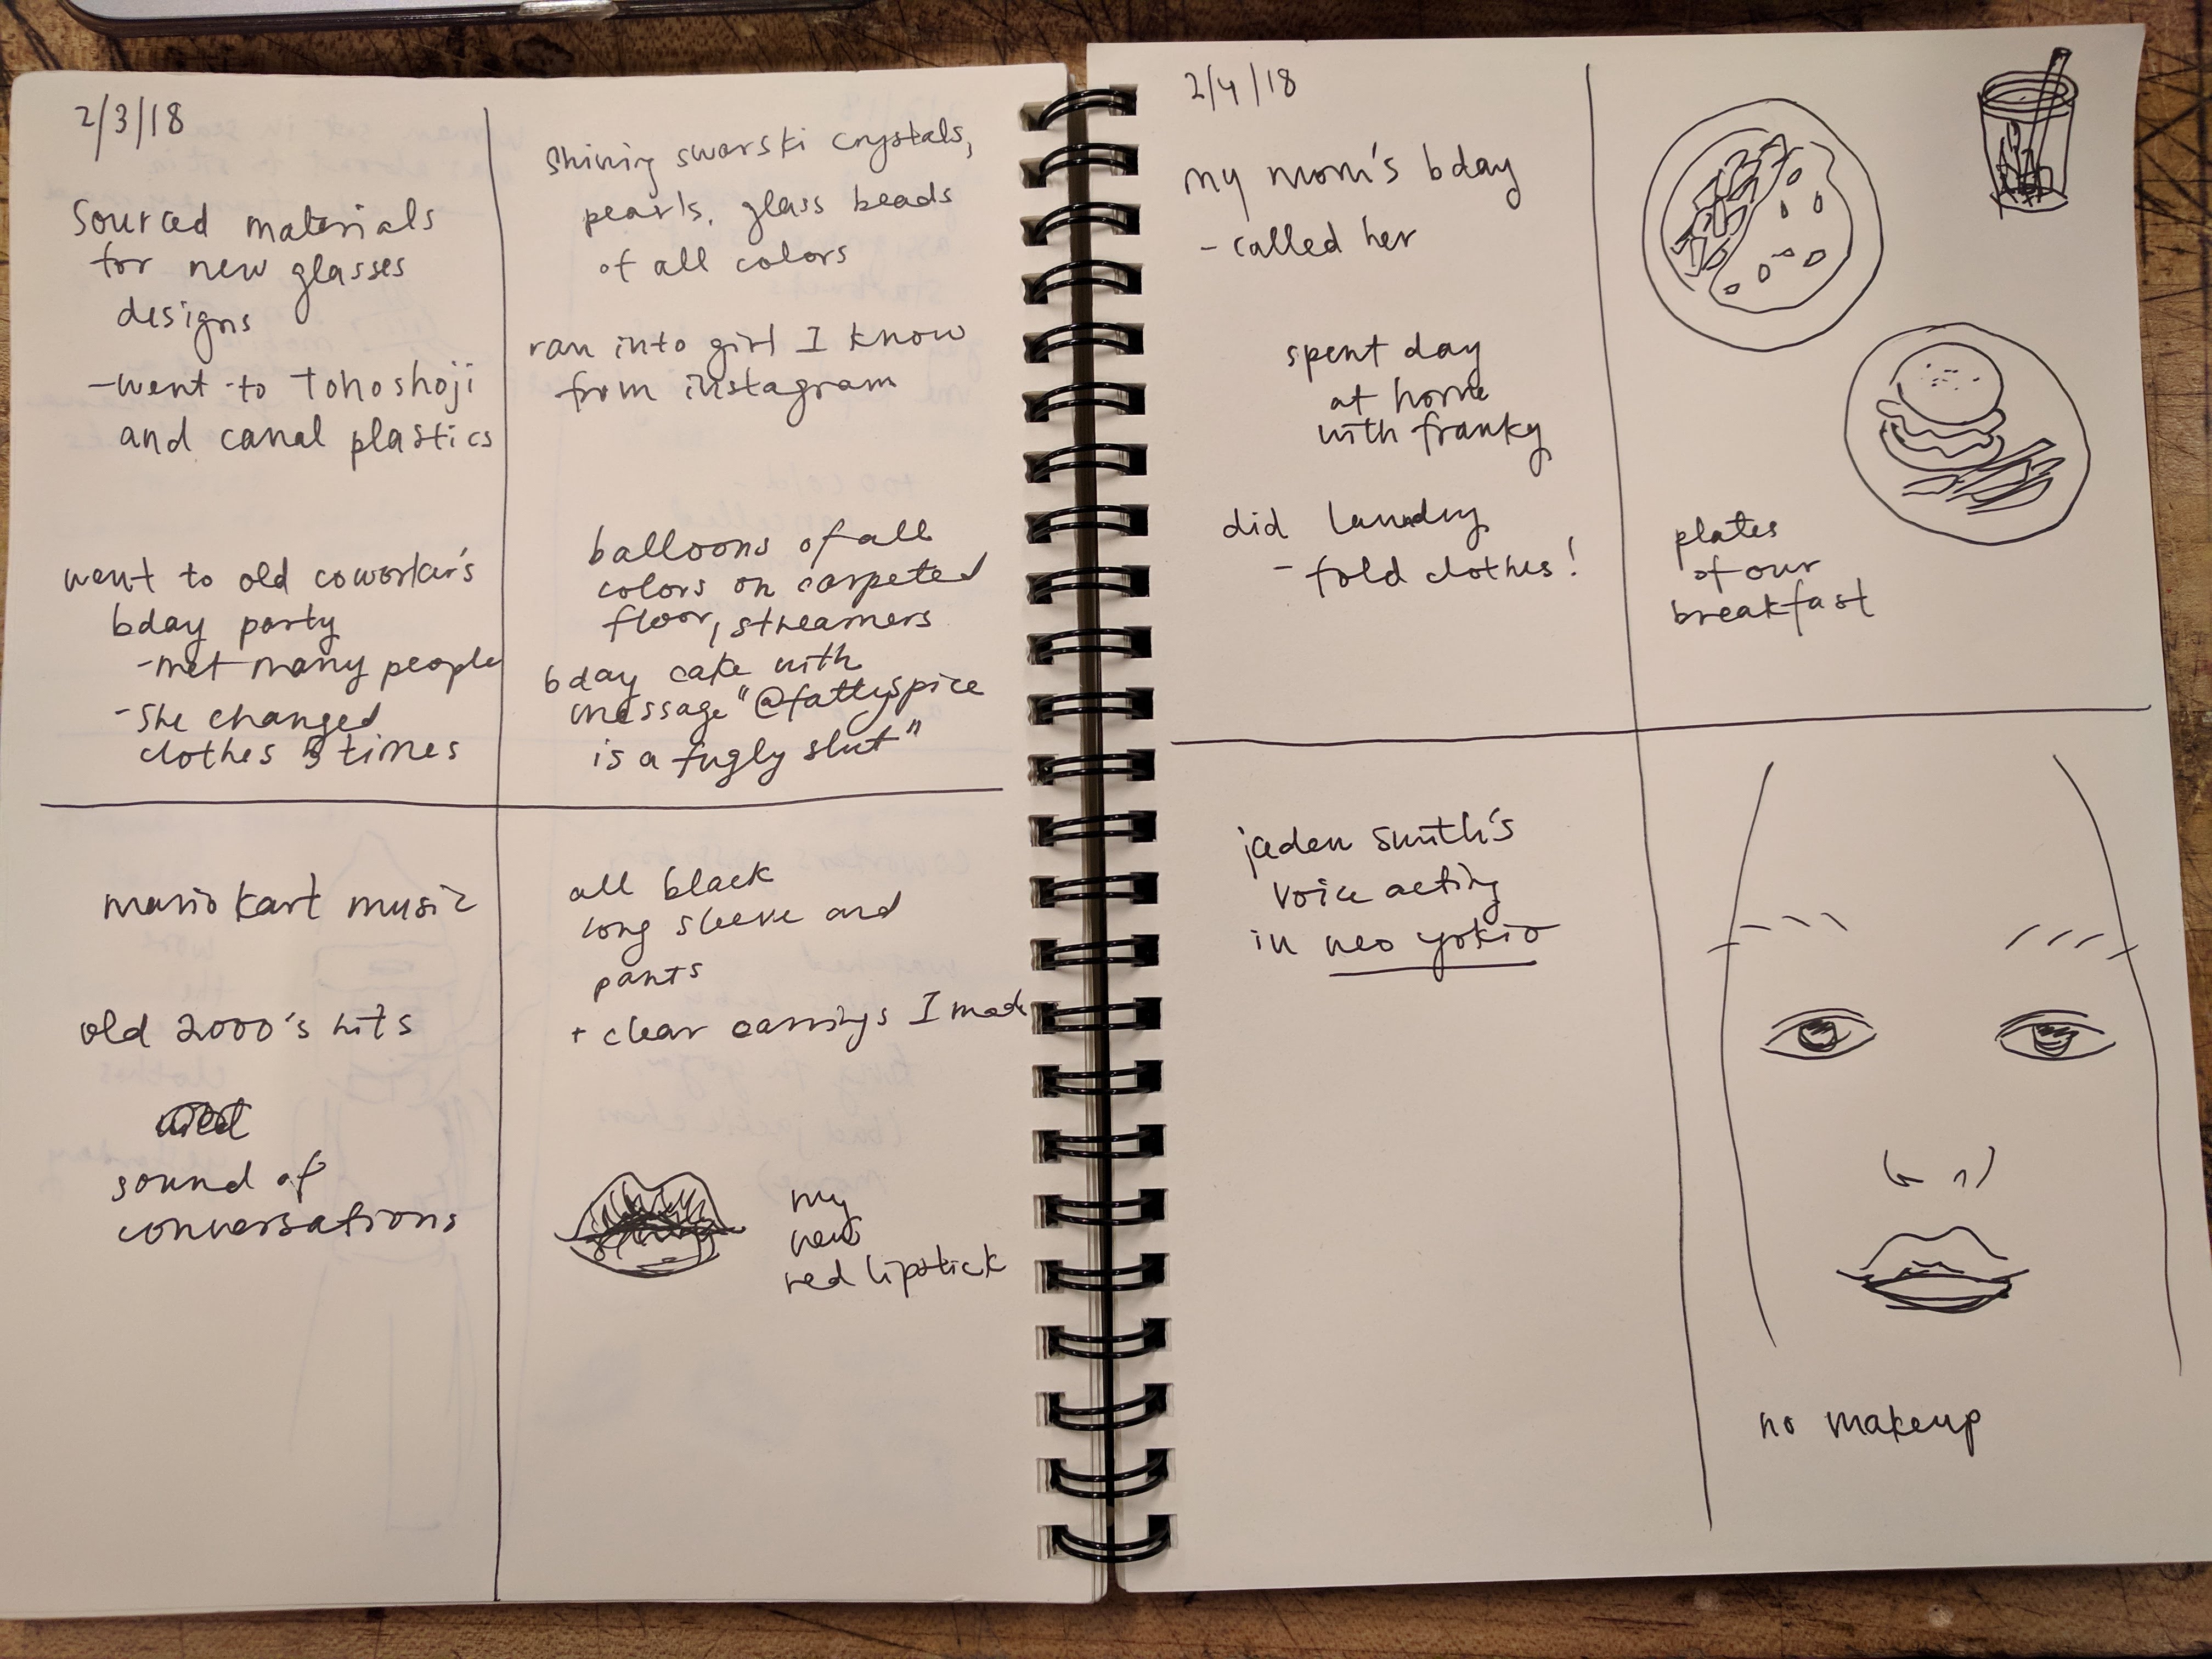 2/3/18
sourced materials
for new glasses
designs
- went to Tohoshoji
and canal plastics
went to old coworker's
bday party
- met many people
- she changed
clothes 5 times
shining swarski crystals,
pearls, glass beads
of all colors
ran into girl I know
from instagram
balloons of all
colors on carpeted
floor, streamers
bday cake with
message "@fattyspice
is a fugly slut"
mario kart music
old 2000's hits
sound of
conversations
all black
long sleeve and
pants
+ clear earrings I made
my
new
red lipstick
2/4/18
my mom's bday
- called her
spent day
at home
with franky
did laundry
- fold clothes!
plates
of our
breakfast
jaden smith's
voice acting
in neo yokio
no makeup